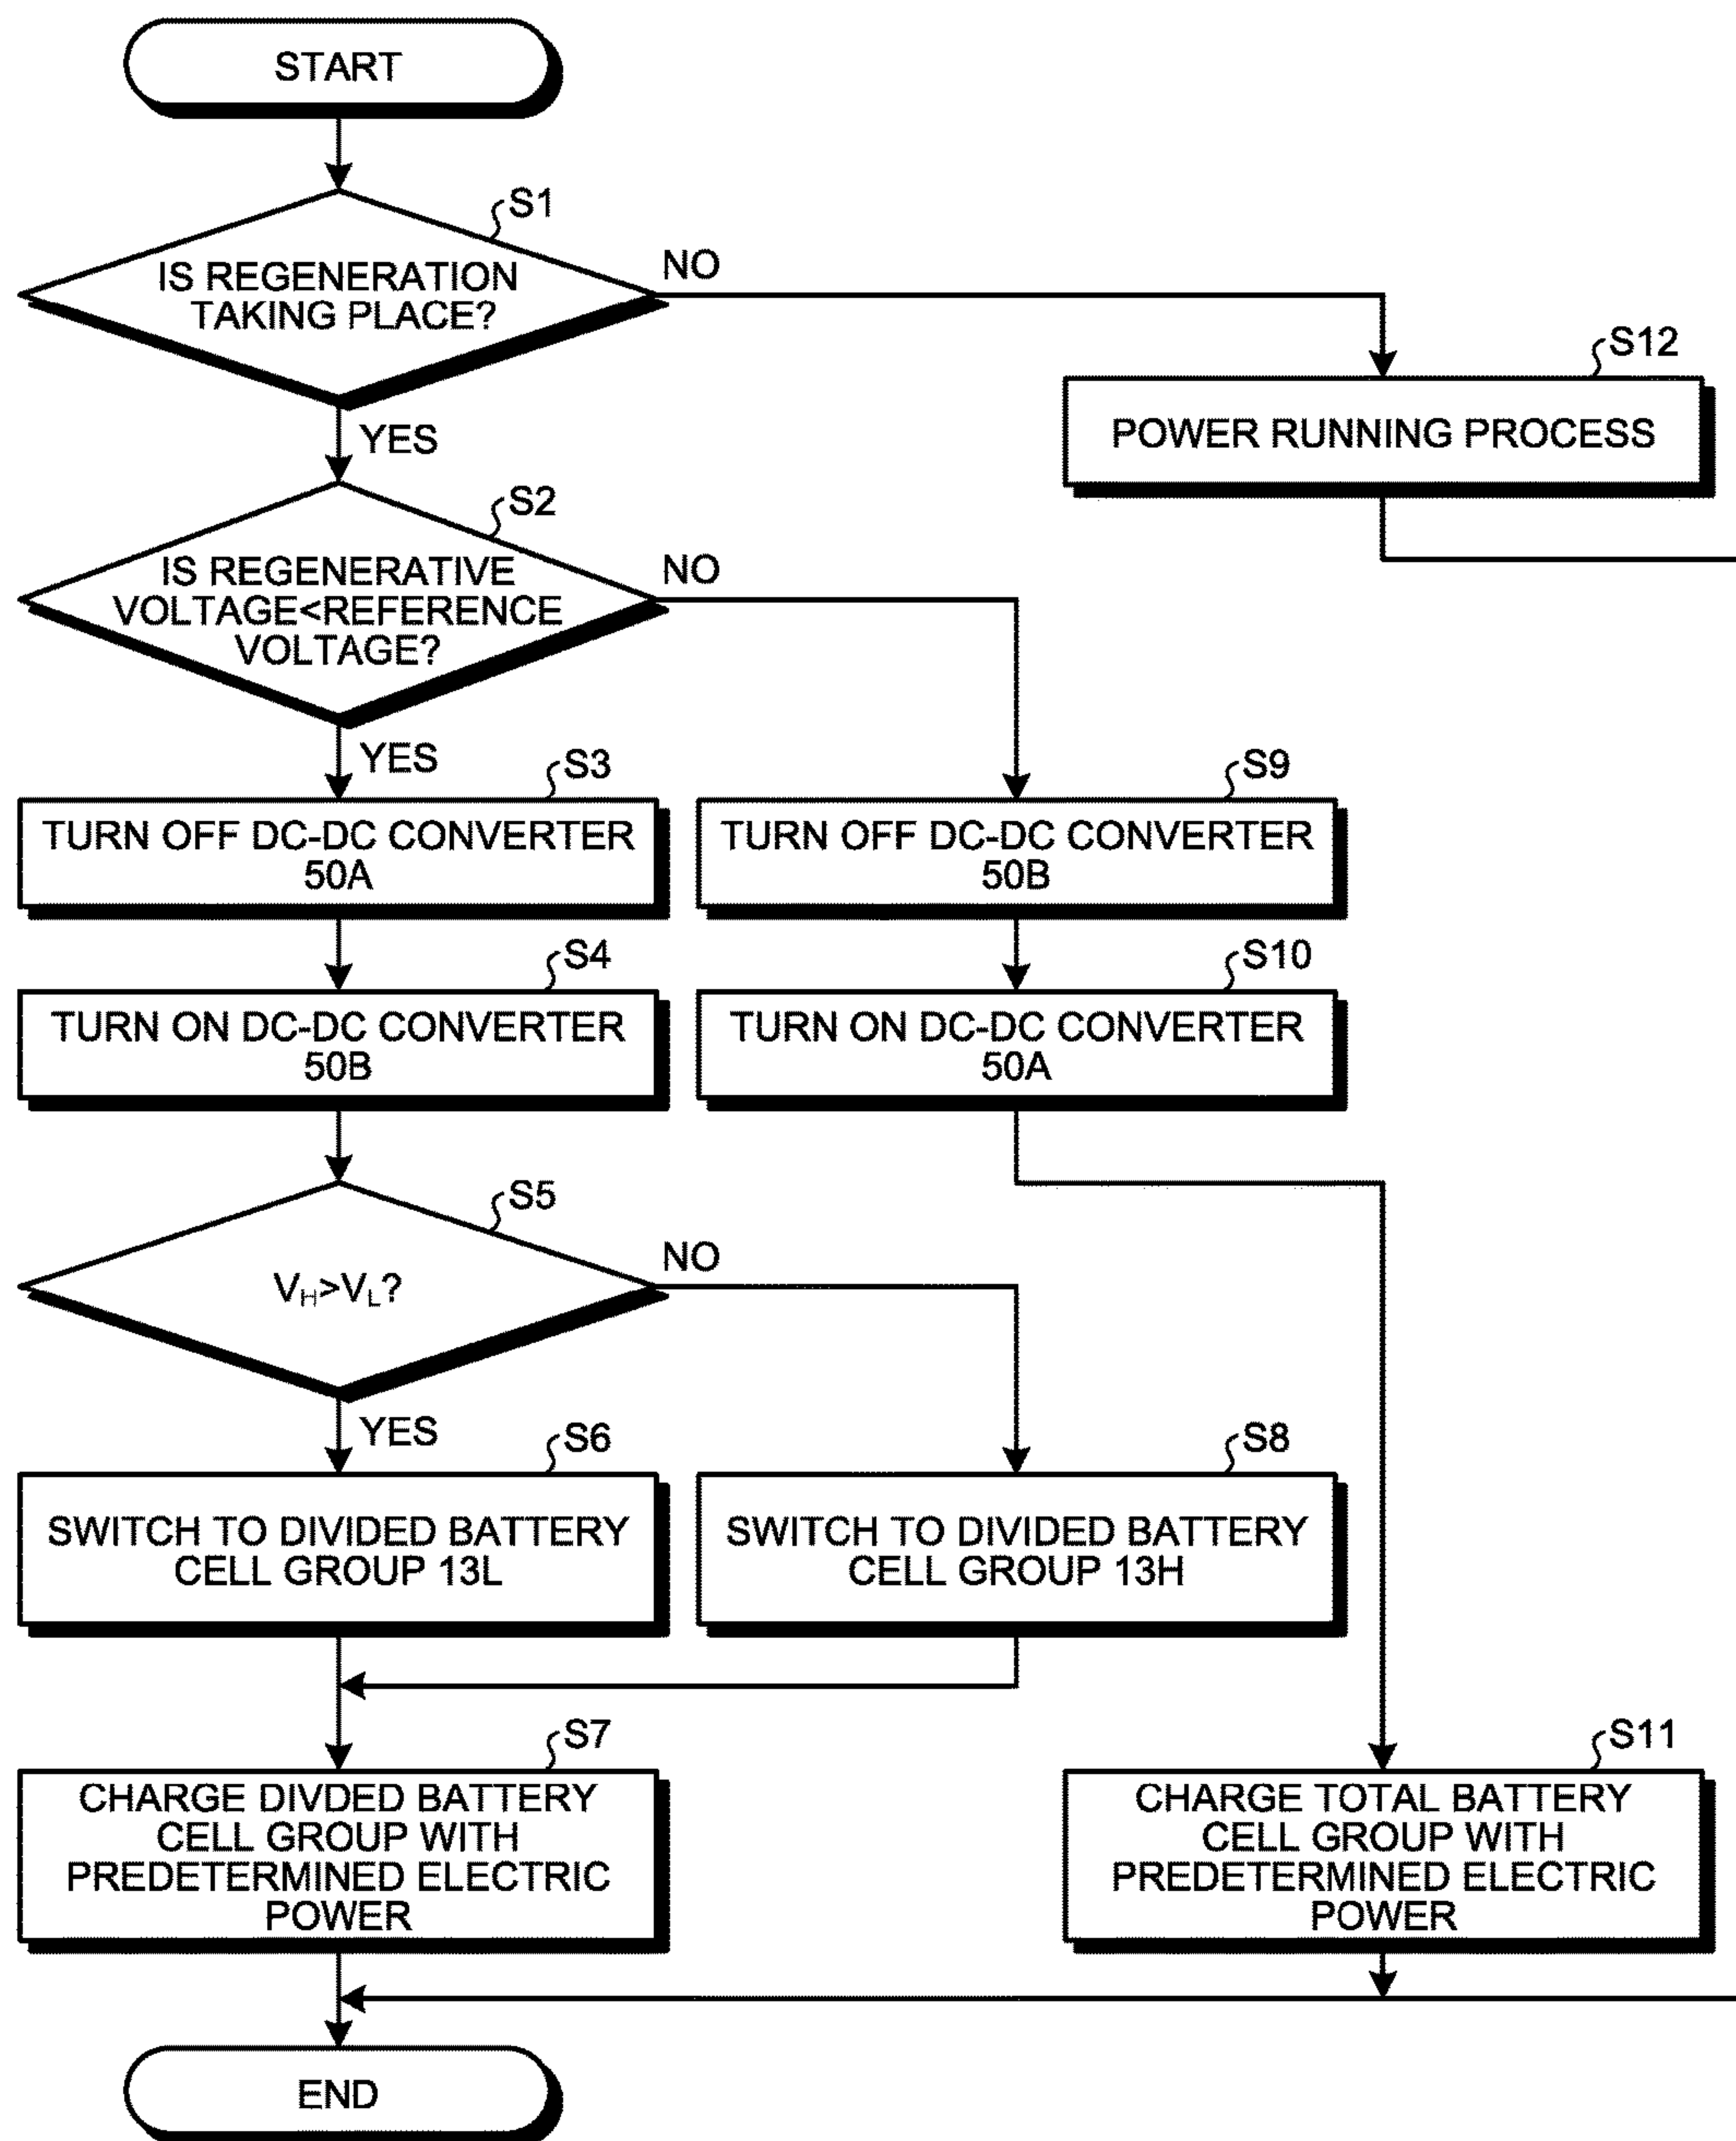 START
S1
IS REGENERATION
TAKING PLACE?
NO
YES
S12
POWER RUNNING PROCESS
S2
IS REGENERATIVE
VOLTAGE<REFERENCE
VOLTAGE?
NO
YES
S3
TURN OFF DC-DC CONVERTER
50A
S9
TURN OFF DC-DC CONVERTER
50B
S4
TURN ON DC-DC CONVERTER
50B
S10
TURN ON DC-DC CONVERTER
50A
S5
VH>VL?
NO
YES
S6
SWITCH TO DIVIDED BATTERY
CELL GROUP 13L
S8
SWITCH TO DIVIDED BATTERY
CELL GROUP 13H
S7
CHARGE DIVDED BATTERY
CELL GROUP WITH
PREDETERMINED ELECTRIC
POWER
S11
CHARGE TOTAL BATTERY
CELL GROUP WITH
PREDETERMINED ELECTRIC
POWER
END